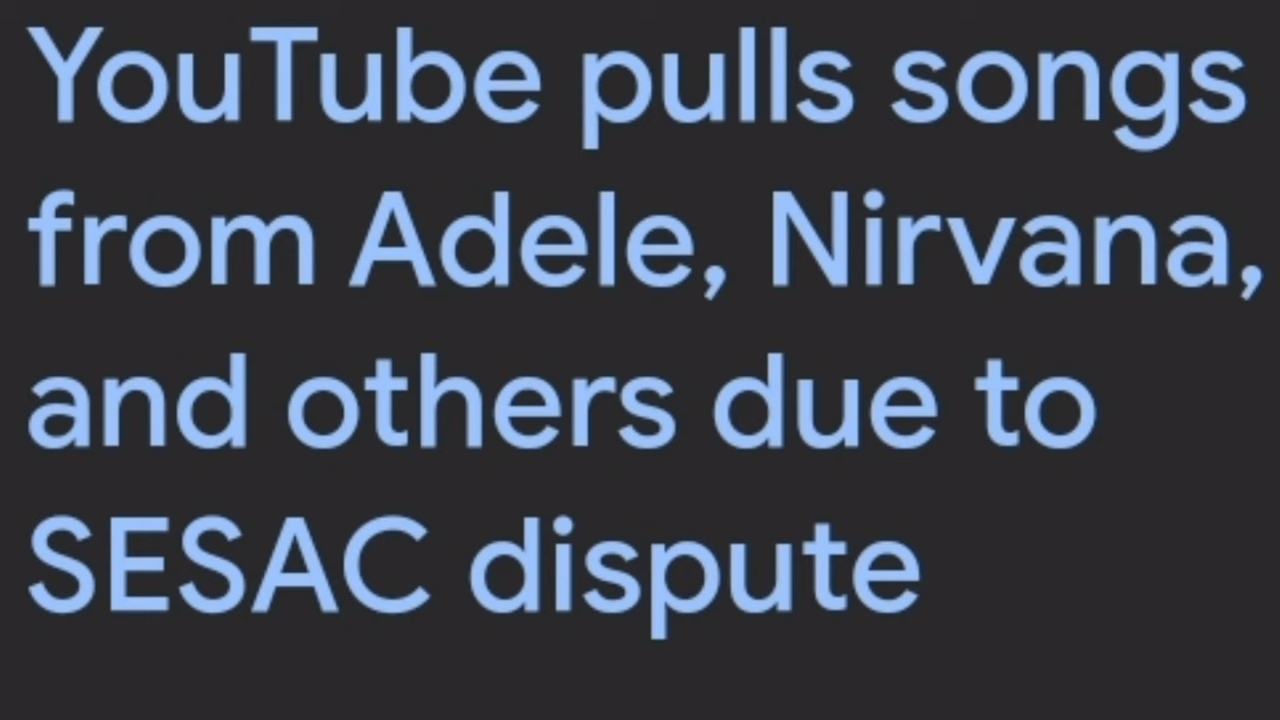 YouTube pulls songs
from Adele, Nirvana,
and others due to
SESAC dispute